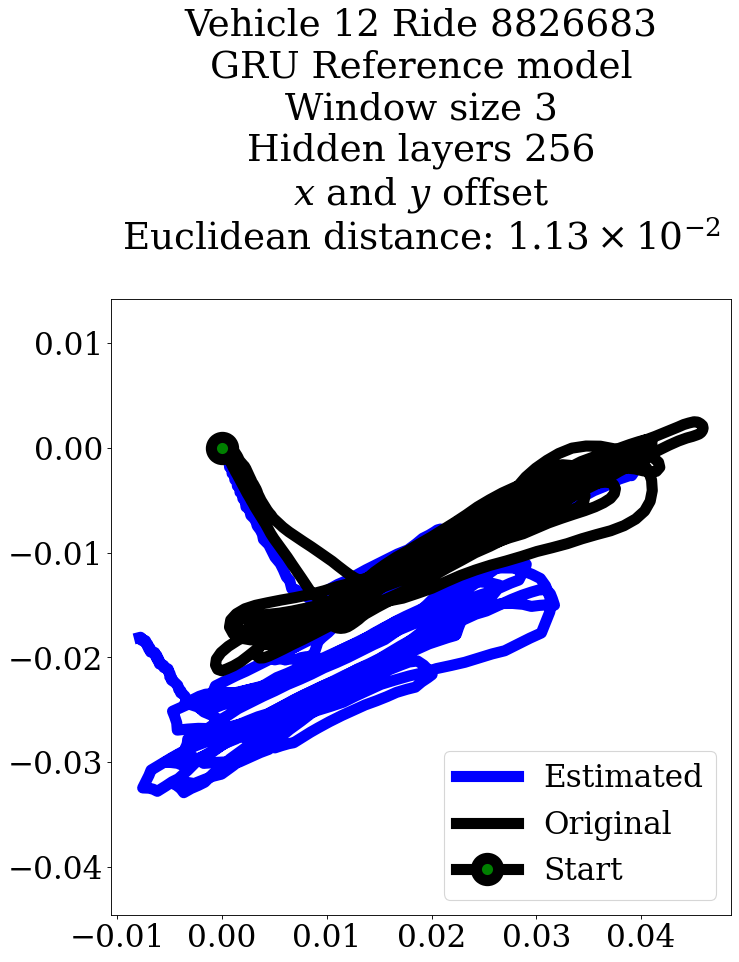 Vehicle 12 Ride 8826683
GRU Reference model
Window size 3
Hidden layers 256
x and y offset
Euclidean distance: 1.13 × 10⁻²
0.01
0.00
−0.01
−0.02
−0.03
−0.04
Estimated
Original
Start
−0.01 0.00 0.01 0.02 0.03 0.04